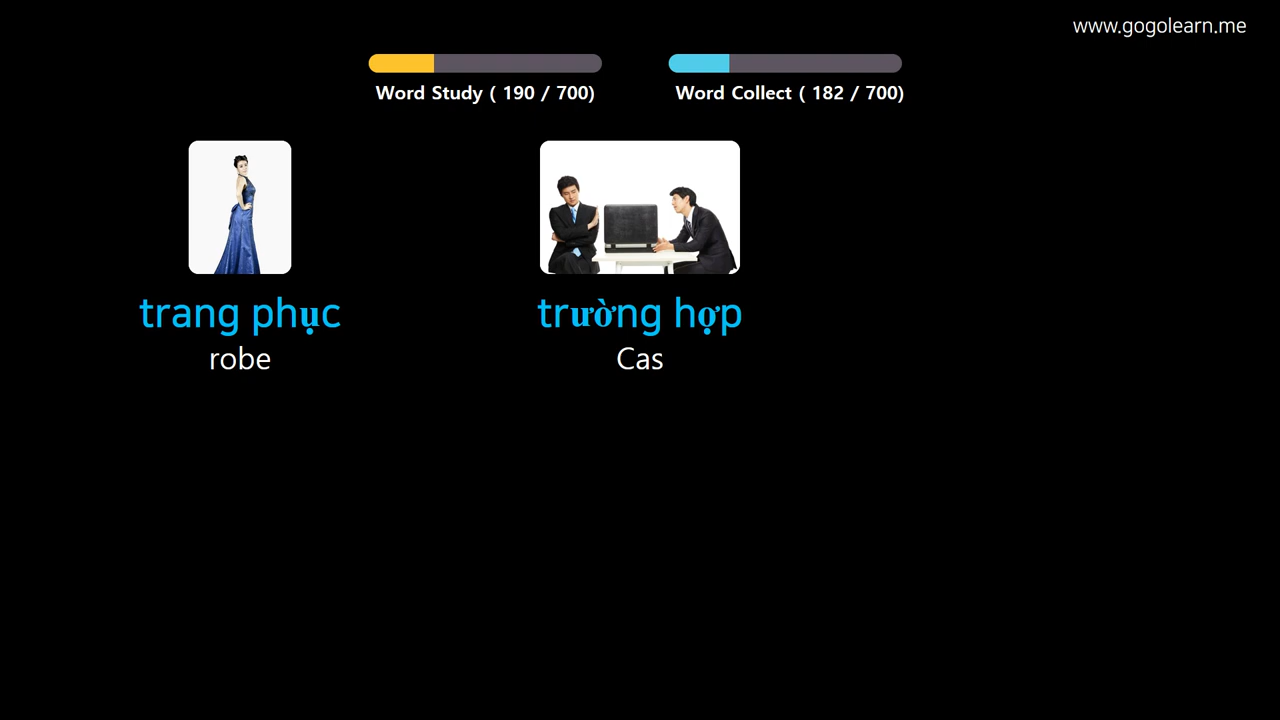 www.gogolearn.me
Word Study ( 190 / 700)
Word Collect ( 182 / 700)
trang phục
robe
trường hợp
Cas